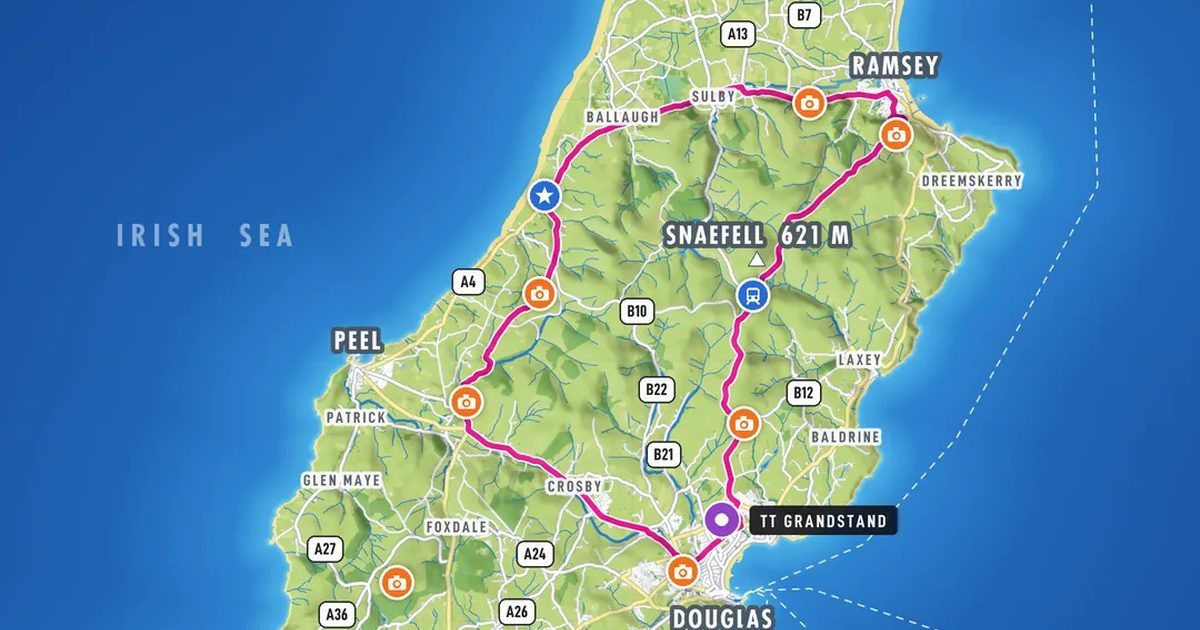 B7
A13
RAMSEY
SULBY
BALLAUGH
DREEMSKERRY
IRISH SEA
SNAEFELL 621 M
A4
B10
PEEL
LAXEY
B22
B12
PATRICK
BALDRINE
B21
GLEN MAYE
CROSBY
TT GRANDSTAND
FOXDALE
A27
A24
A36
A26
DOUGLAS